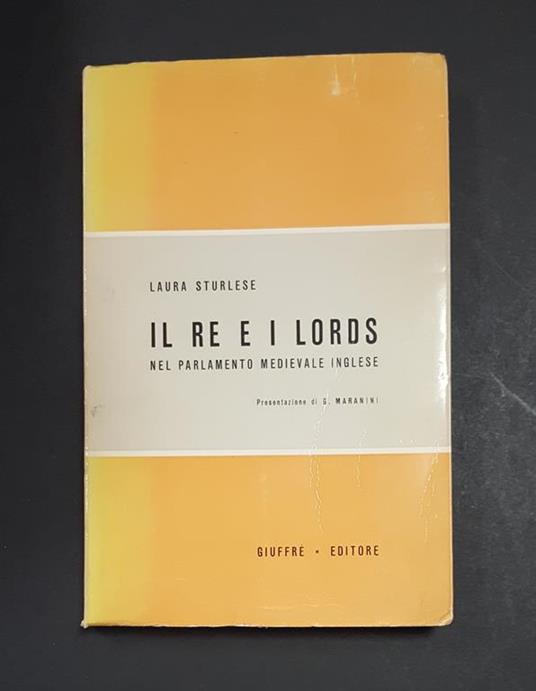 LAURA STURLESE
IL RE E I LORDS
NEL PARLAMENTO MEDIEVALE INGLESE
Presentazione di G. MARANINI
GIUFFRÈ • EDITORE